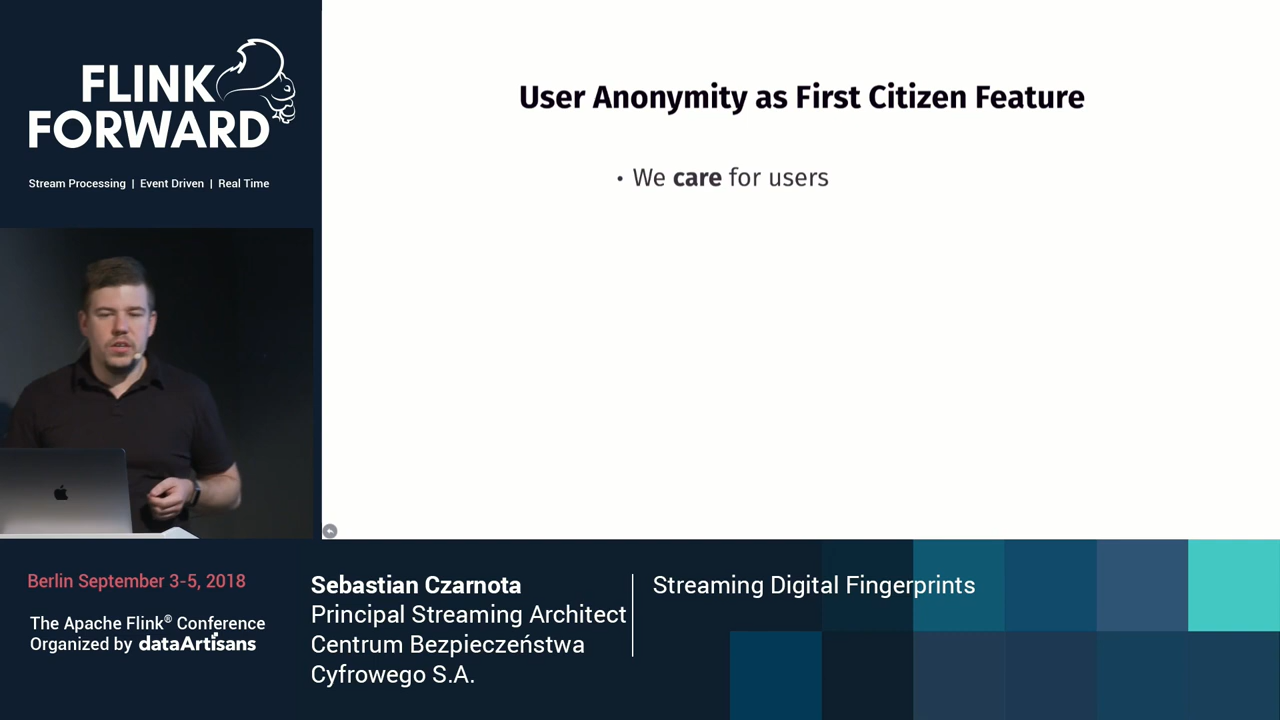 FLINK
FORWARD
Stream Processing | Event Driven | Real Time
User Anonymity as First Citizen Feature
• We care for users
Berlin September 3-5, 2018
The Apache Flink® Conference
Organized by dataArtisans
Sebastian Czarnota
Principal Streaming Architect
Centrum Bezpieczeństwa
Cyfrowego S.A.
Streaming Digital Fingerprints